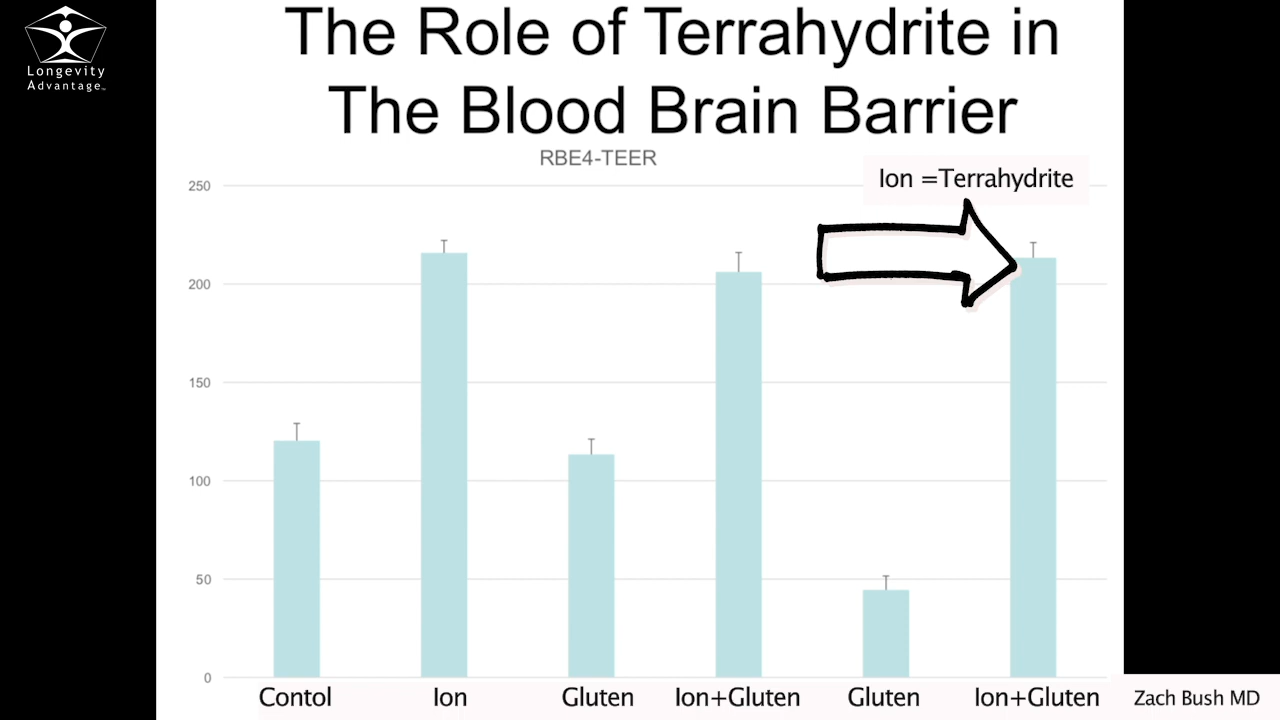 The Role of Terrahydrite in
The Blood Brain Barrier
Longevity
Advantage™
RBE4-TEER
Ion =Terrahydrite
250
200
150
100
50
0
Contol Ion Gluten Ion+Gluten Gluten Ion+Gluten
Zach Bush MD